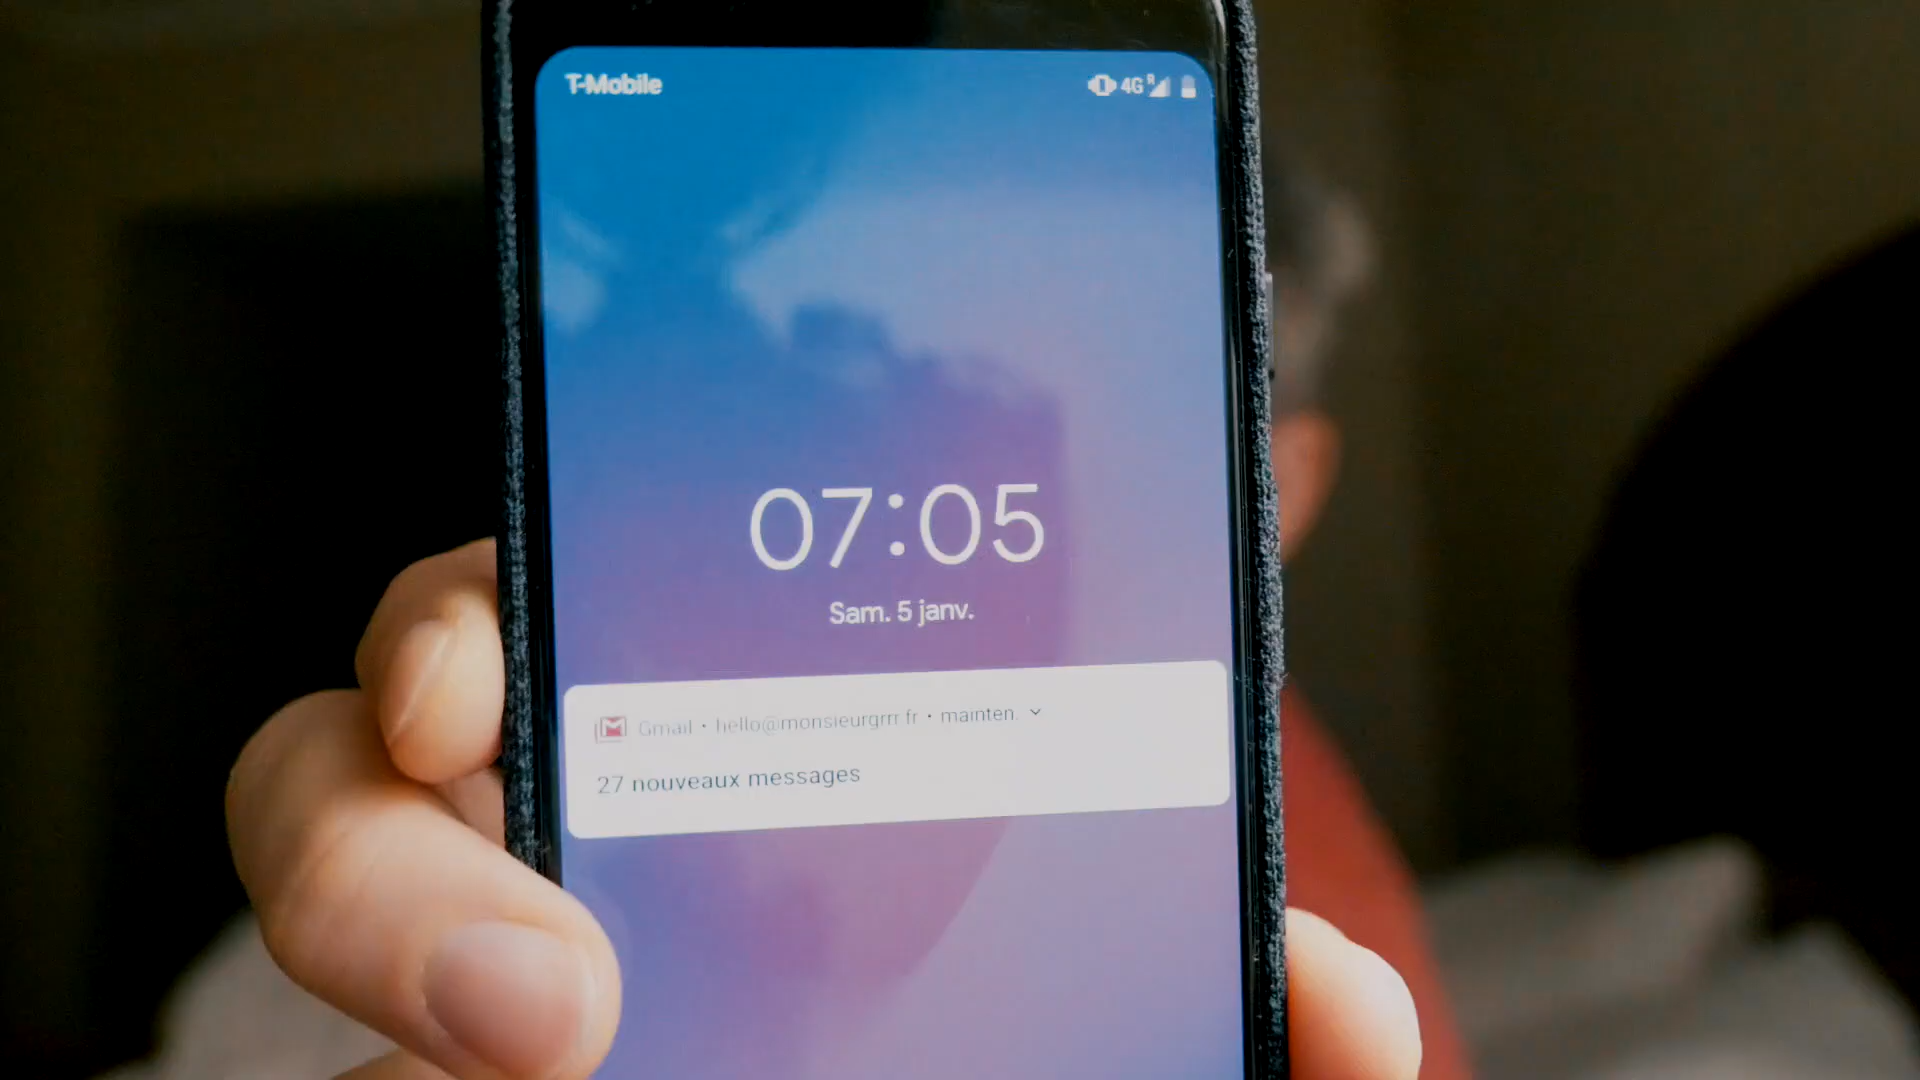 T-Mobile 4G R
07:05
Sam. 5 janv.
Gmail • hello@monsieurgrrr.fr • mainten.
27 nouveaux messages